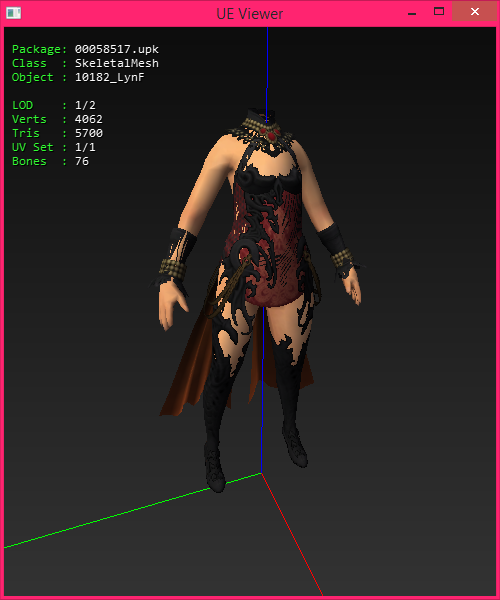 UE Viewer
Package: 00058517.upk
Class  : SkeletalMesh
Object : 10182_LynF
LOD    : 1/2
Verts  : 4062
Tris   : 5700
UV Set : 1/1
Bones  : 76